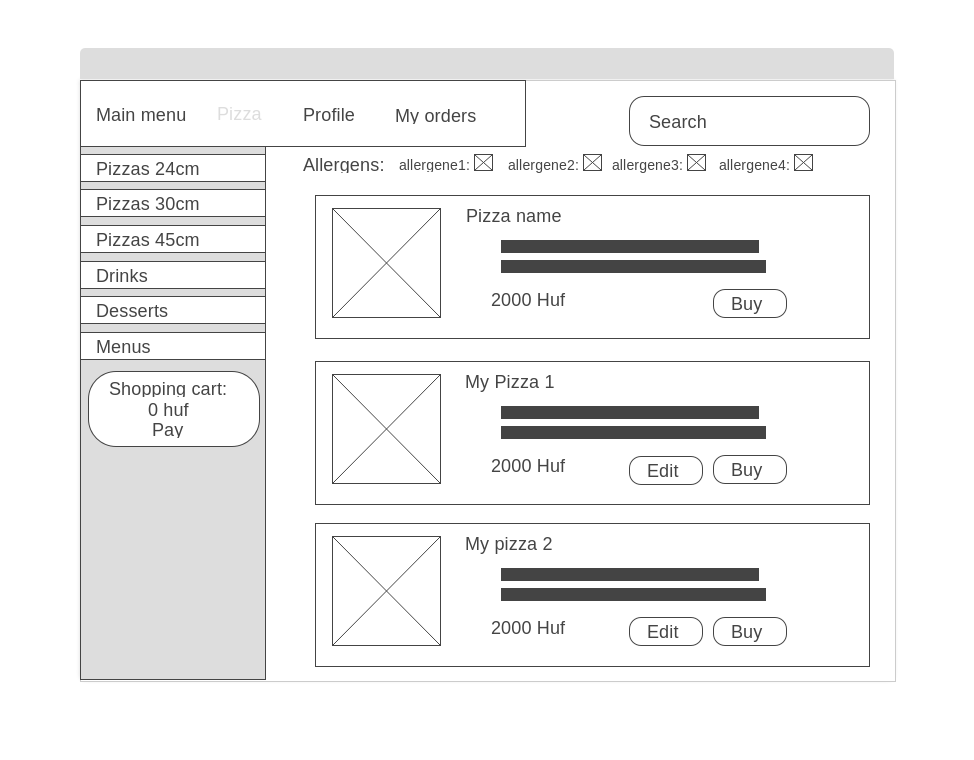 Main menu Pizza Profile My orders
Search
Allergens: allergene1: allergene2: allergene3: allergene4:
Pizzas 24cm
Pizzas 30cm
Pizzas 45cm
Drinks
Desserts
Menus
Shopping cart:
0 huf
Pay
Pizza name
2000 Huf Buy
My Pizza 1
2000 Huf Edit Buy
My pizza 2
2000 Huf Edit Buy